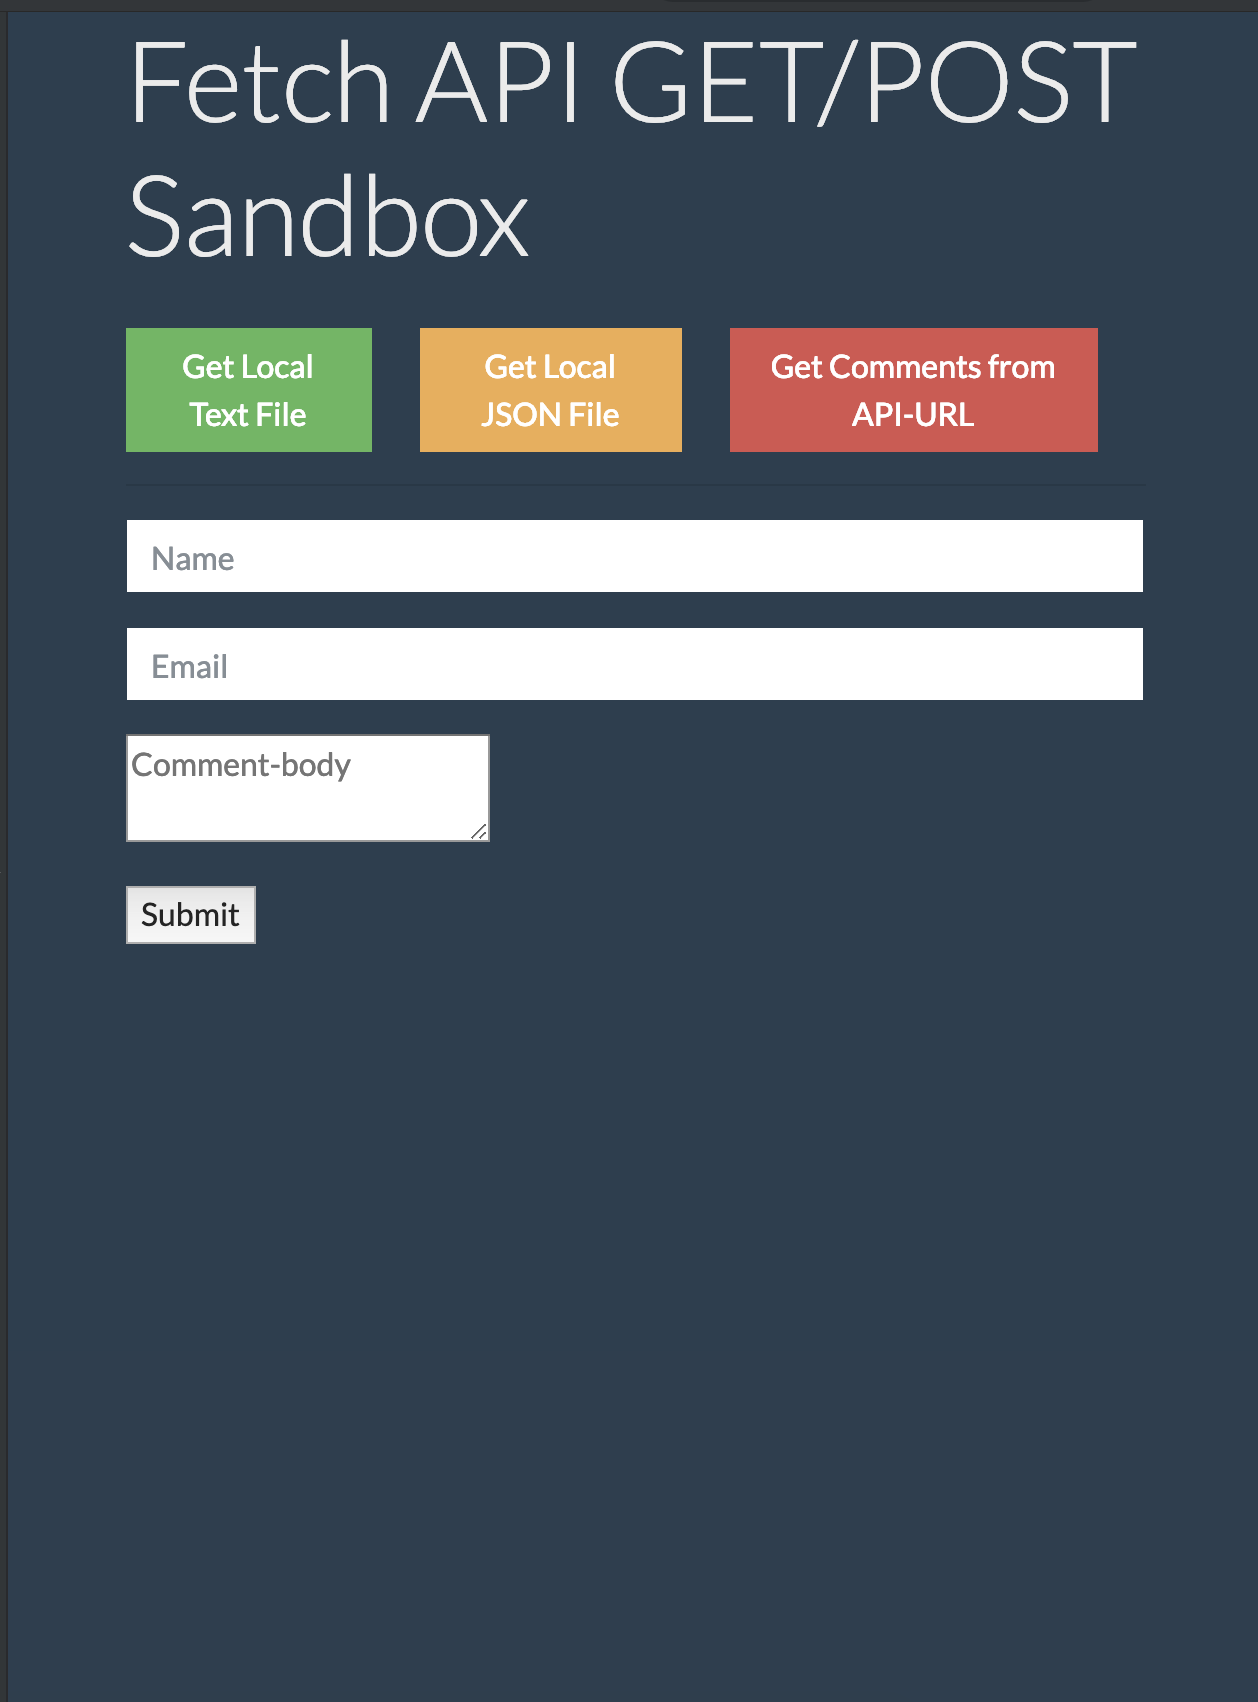 Fetch API GET/POST
Sandbox
Get Local
Text File
Get Local
JSON File
Get Comments from
API-URL
Name
Email
Comment-body
Submit